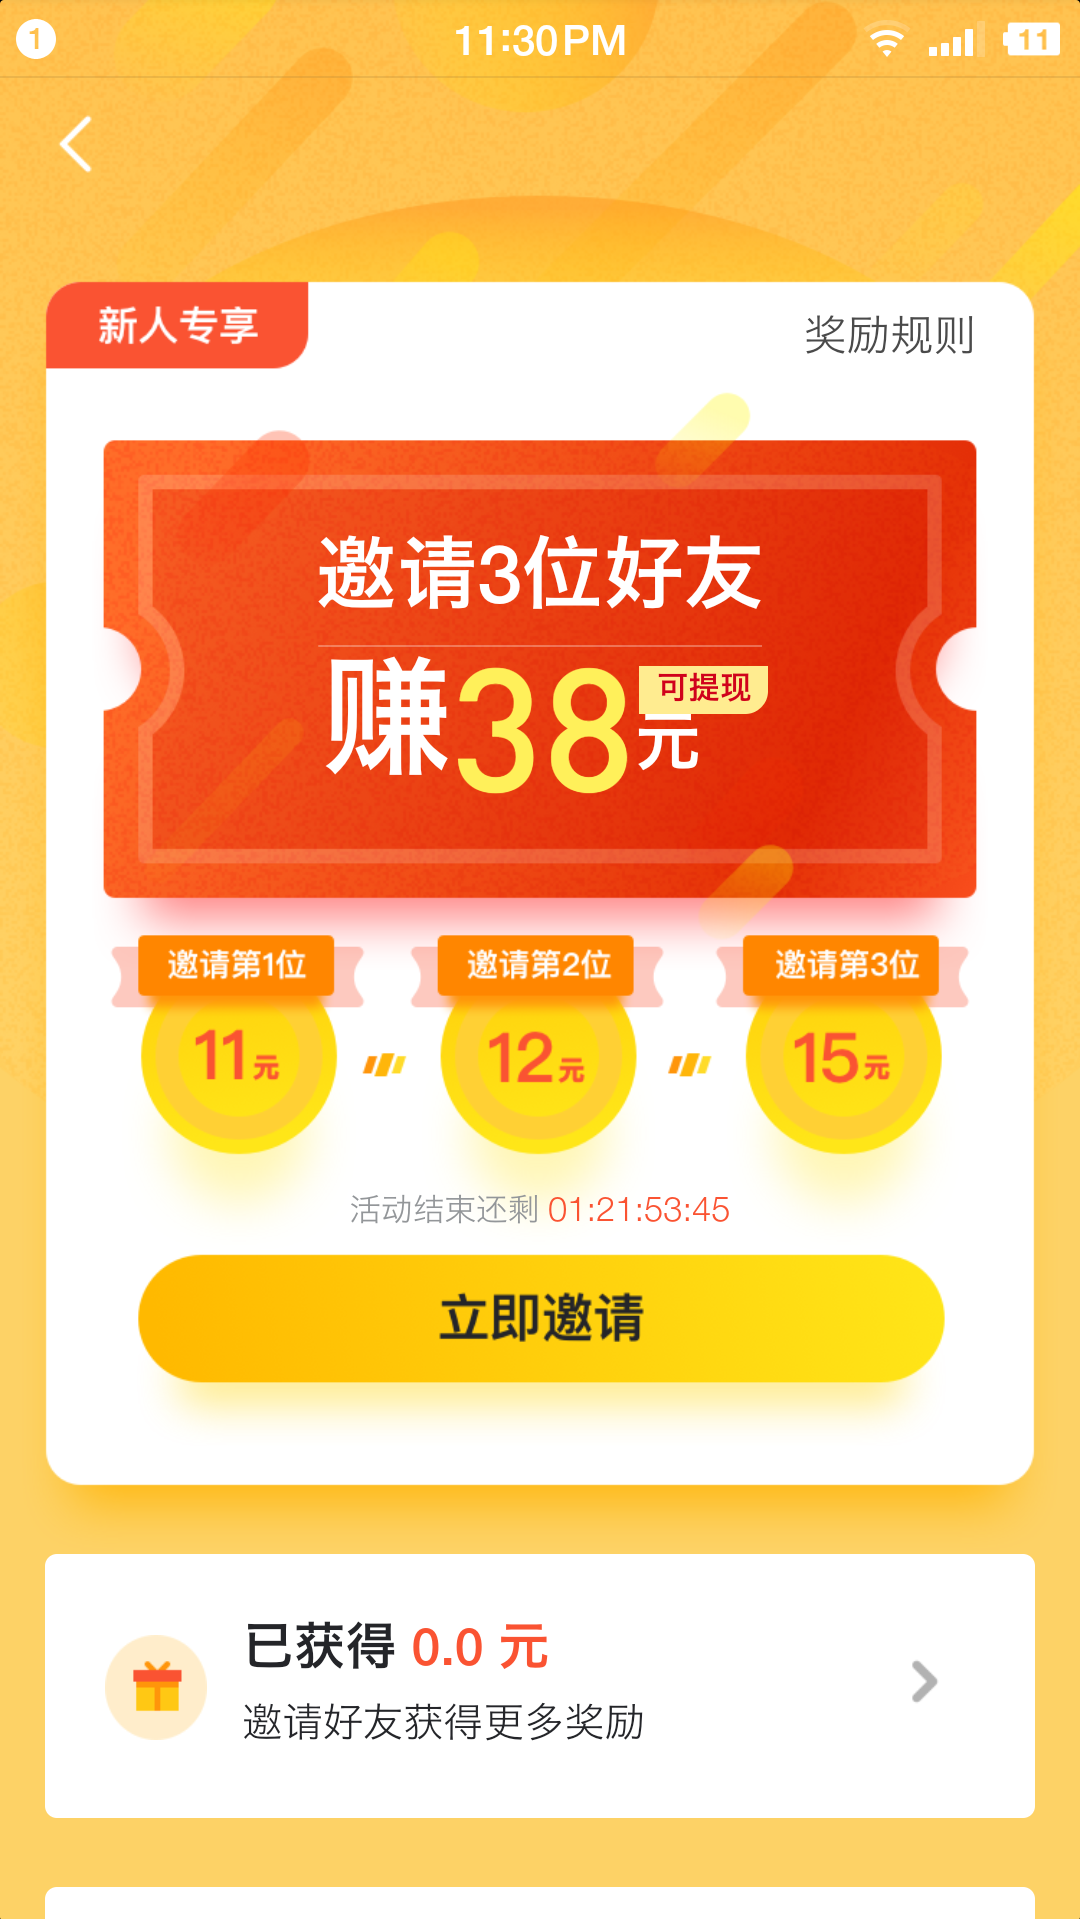 1
11:30 PM
11
新人专享
奖励规则
邀请3位好友
赚38元
可提现
邀请第1位
邀请第2位
邀请第3位
11元
12元
15元
活动结束还剩 01:21:53:45
立即邀请
已获得 0.0 元
邀请好友获得更多奖励